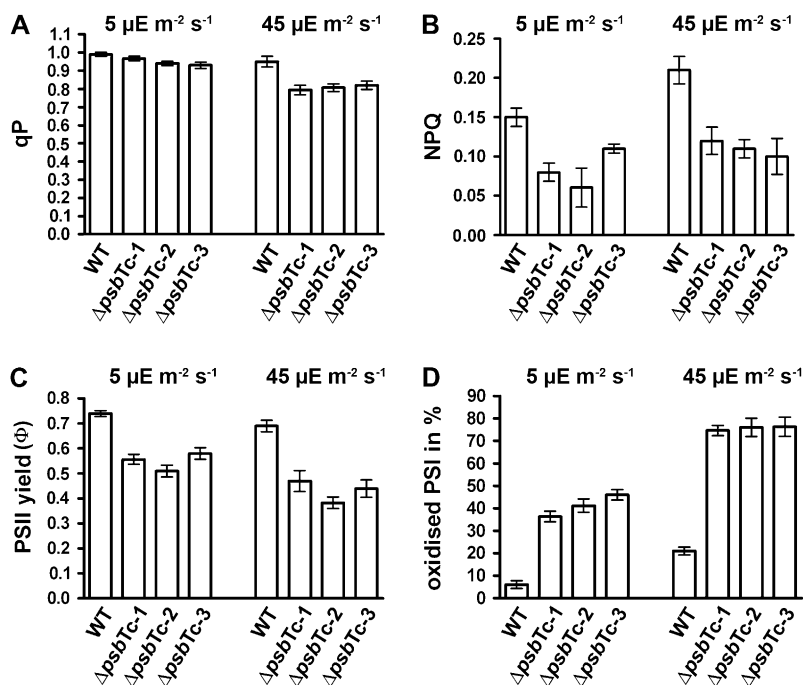 A
5 µE m⁻² s⁻¹
45 µE m⁻² s⁻¹
qP
1.1
1.0
0.9
0.8
0.7
0.6
0.5
0.4
0.3
0.2
0.1
0.0
WT
ΔpsbTc-1
ΔpsbTc-2
ΔpsbTc-3
WT
ΔpsbTc-1
ΔpsbTc-2
ΔpsbTc-3
B
5 µE m⁻² s⁻¹
45 µE m⁻² s⁻¹
NPQ
0.25
0.20
0.15
0.10
0.05
0.00
WT
ΔpsbTc-1
ΔpsbTc-2
ΔpsbTc-3
WT
ΔpsbTc-1
ΔpsbTc-2
ΔpsbTc-3
C
5 µE m⁻² s⁻¹
45 µE m⁻² s⁻¹
PSII yield (Φ)
0.8
0.7
0.6
0.5
0.4
0.3
0.2
0.1
0.0
WT
ΔpsbTc-1
ΔpsbTc-2
ΔpsbTc-3
WT
ΔpsbTc-1
ΔpsbTc-2
ΔpsbTc-3
D
5 µE m⁻² s⁻¹
45 µE m⁻² s⁻¹
oxidised PSI in %
90
80
70
60
50
40
30
20
10
0
WT
ΔpsbTc-1
ΔpsbTc-2
ΔpsbTc-3
WT
ΔpsbTc-1
ΔpsbTc-2
ΔpsbTc-3